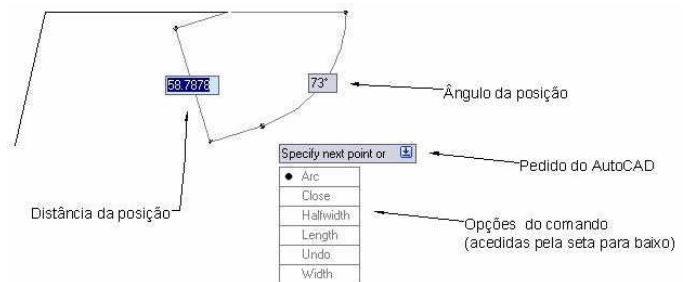 58.7878
73°
Ângulo da posição
Specify next point or
Pedido do AutoCAD
Arc
Close
Halfwidth
Length
Undo
Width
Distância da posição
Opções do comando
(acedidas pela seta para baixo)